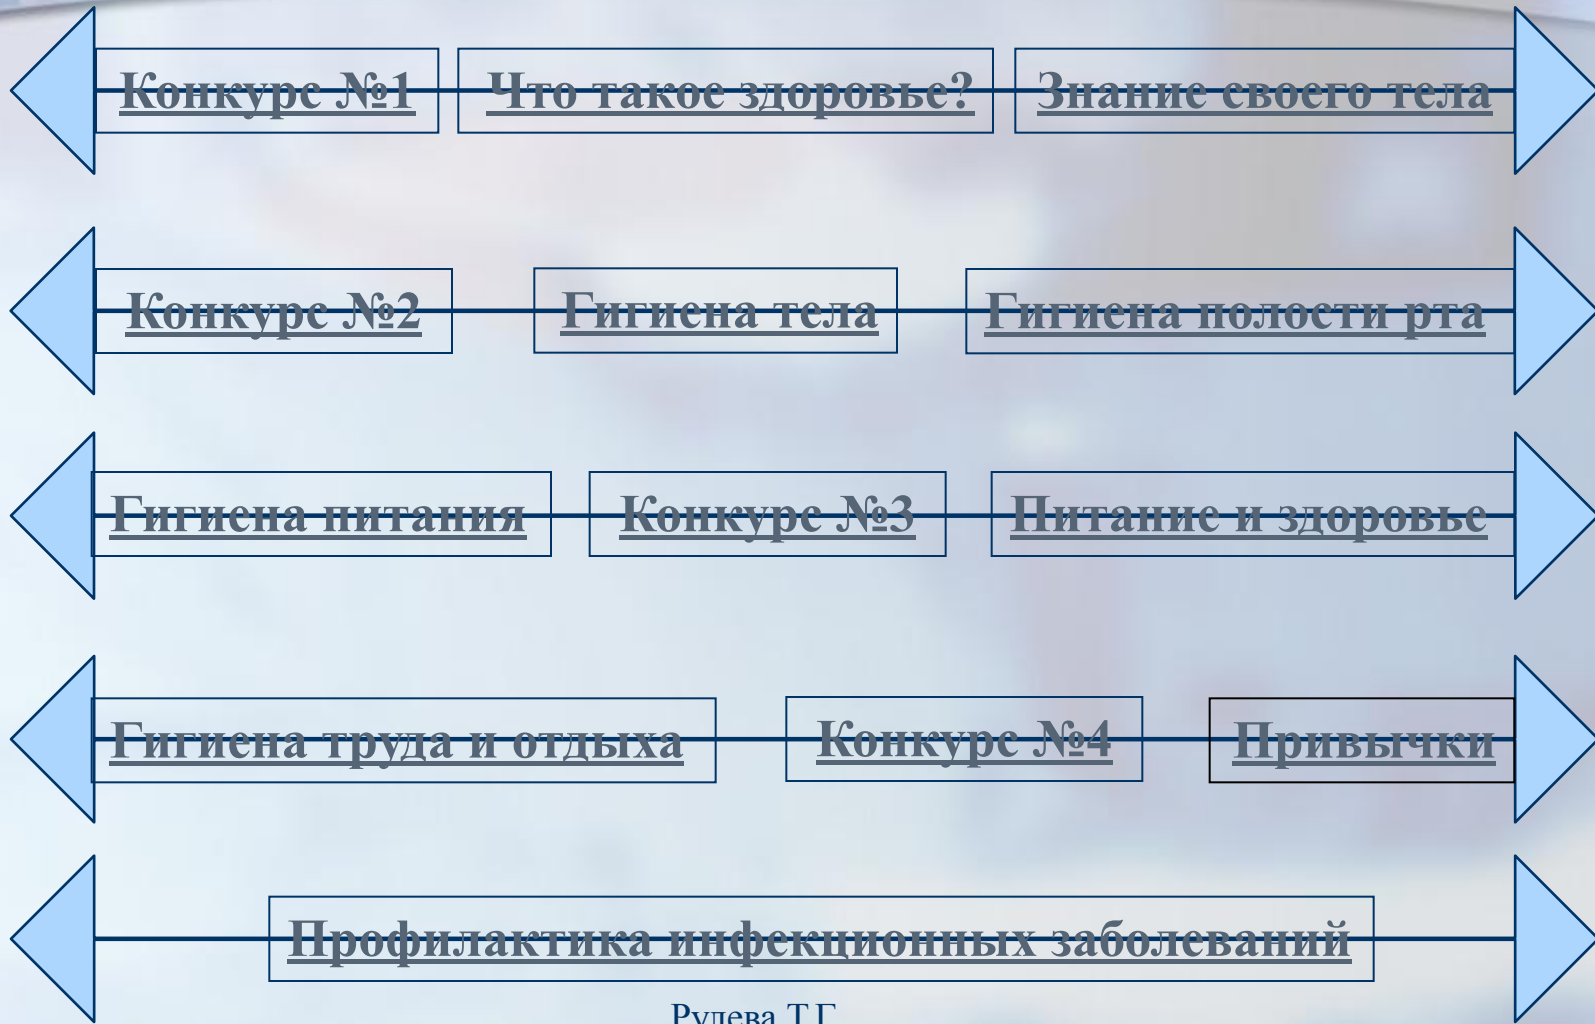 Конкурс №1 Что такое здоровье? Знание своего тела
Конкурс №2 Гигиена тела Гигиена полости рта
Гигиена питания Конкурс №3 Питание и здоровье
Гигиена труда и отдыха Конкурс №4 Привычки
Профилактика инфекционных заболеваний
Рудева Т.Г.